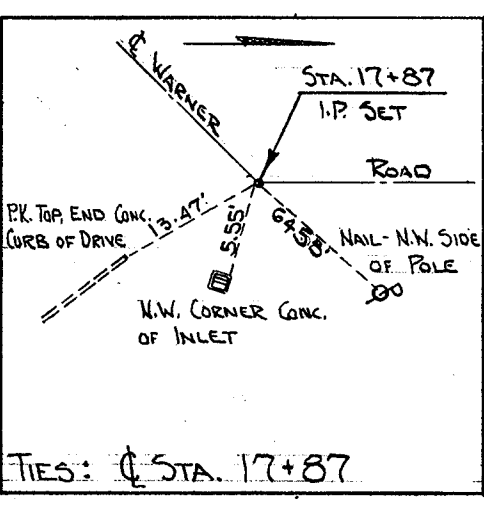 ℄ WARNER
STA. 17+87
I.P. SET
ROAD
P.K. TOP, END CONC.
CURB OF DRIVE
13.47'
5.55'
64.58'
NAIL - N.W. SIDE
OF POLE
N.W. CORNER CONC.
OF INLET
TIES: ℄ STA. 17+87